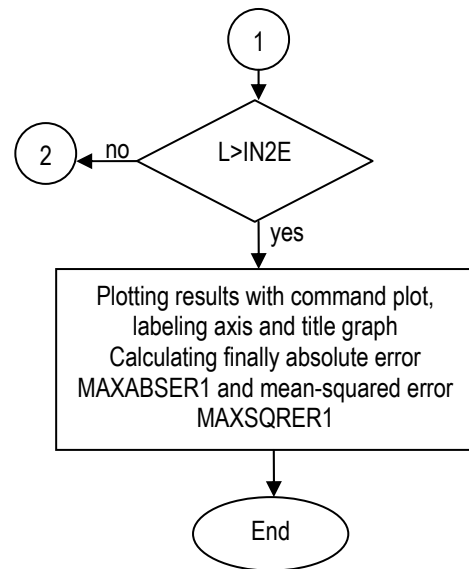 1
L>IN2E
2
no
yes
Plotting results with command plot,
labeling axis and title graph
Calculating finally absolute error
MAXABSER1 and mean-squared error
MAXSQRER1
End